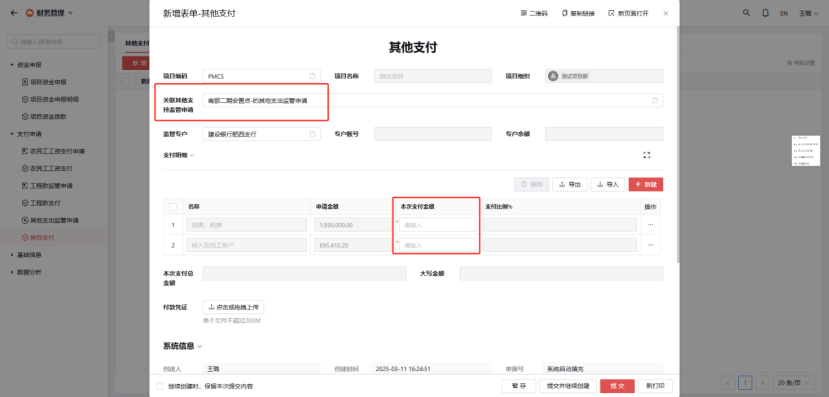 财务管理
新增表单-其他支付
二维码
复制链接
新页面打开
EN
王萌
请输入搜索内容
资金申报
项目资金申报
项目资金申报明细
项目资金拨款
支付申请
农民工工资支付申请
农民工工资支付
工程款监管申请
工程款支付
其他支出监管申请
其他支付
基础信息
数据分析
其他支付
新增
字段设置
其他支付
项目编码
PMCS
项目名称
测试项目
项目组织
测试项目部
关联其他支
持监管申请
南部二期安置点-的其他支出监管申请
监管专户
建设银行肥西支行
专户账号
专户余额
支付明细
删除
导出
导入
新建
名称
申请金额
本次支付金额
支付比例%
操作
1
1,800,000.00
请输入
2
转入农民工账户
695,410.20
请输入
本次支付总
金额
大写金额
付款凭证
点击或拖拽上传
单个文件不超过200M
系统信息
创建人
王萌
创建时间
2025-03-11 16:24:51
单据号
系统自动填充
继续创建时，保留本次提交内容
暂存
提交并继续创建
提交
新打印
1
20 条/页